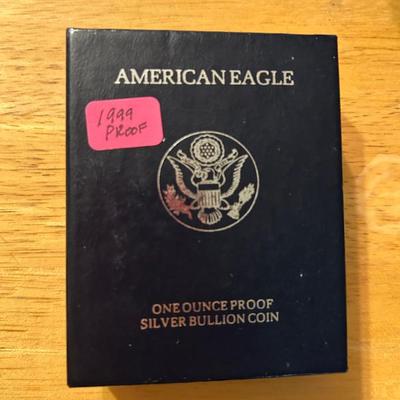 AMERICAN EAGLE
1999
PROOF
ONE OUNCE PROOF
SILVER BULLION COIN